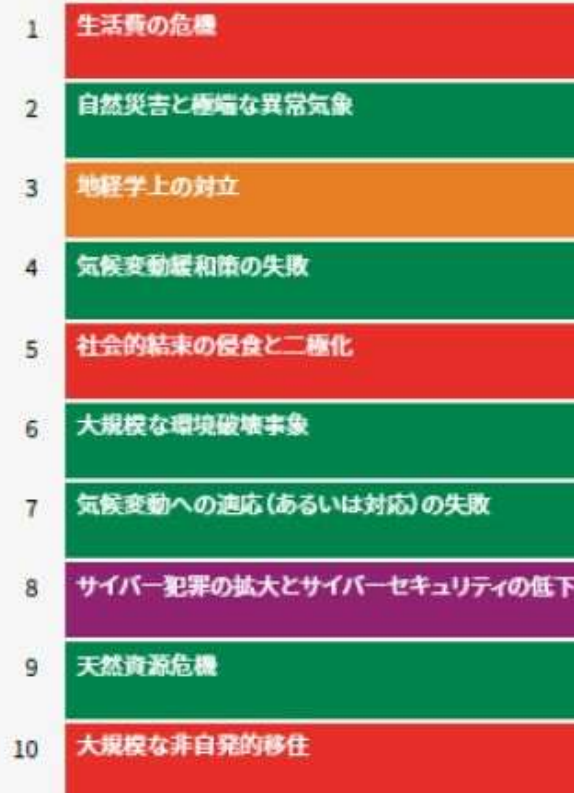 1 生活費の危機
2 自然災害と極端な異常気象
3 地経学上の対立
4 気候変動緩和策の失敗
5 社会的結束の侵食と二極化
6 大規模な環境破壊事象
7 気候変動への適応（あるいは対応）の失敗
8 サイバー犯罪の拡大とサイバーセキュリティの低下
9 天然資源危機
10 大規模な非自発的移住